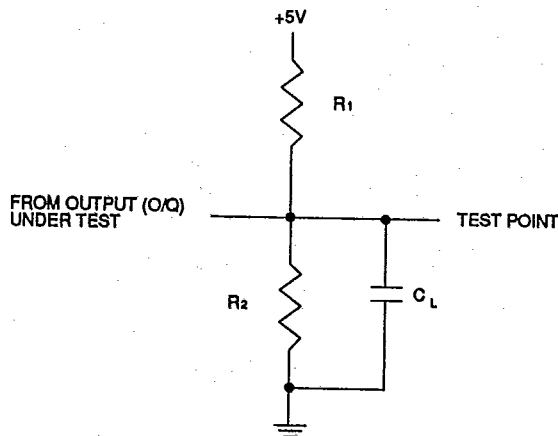 +5V
R1
FROM OUTPUT (O/Q)
UNDER TEST
TEST POINT
R2
CL